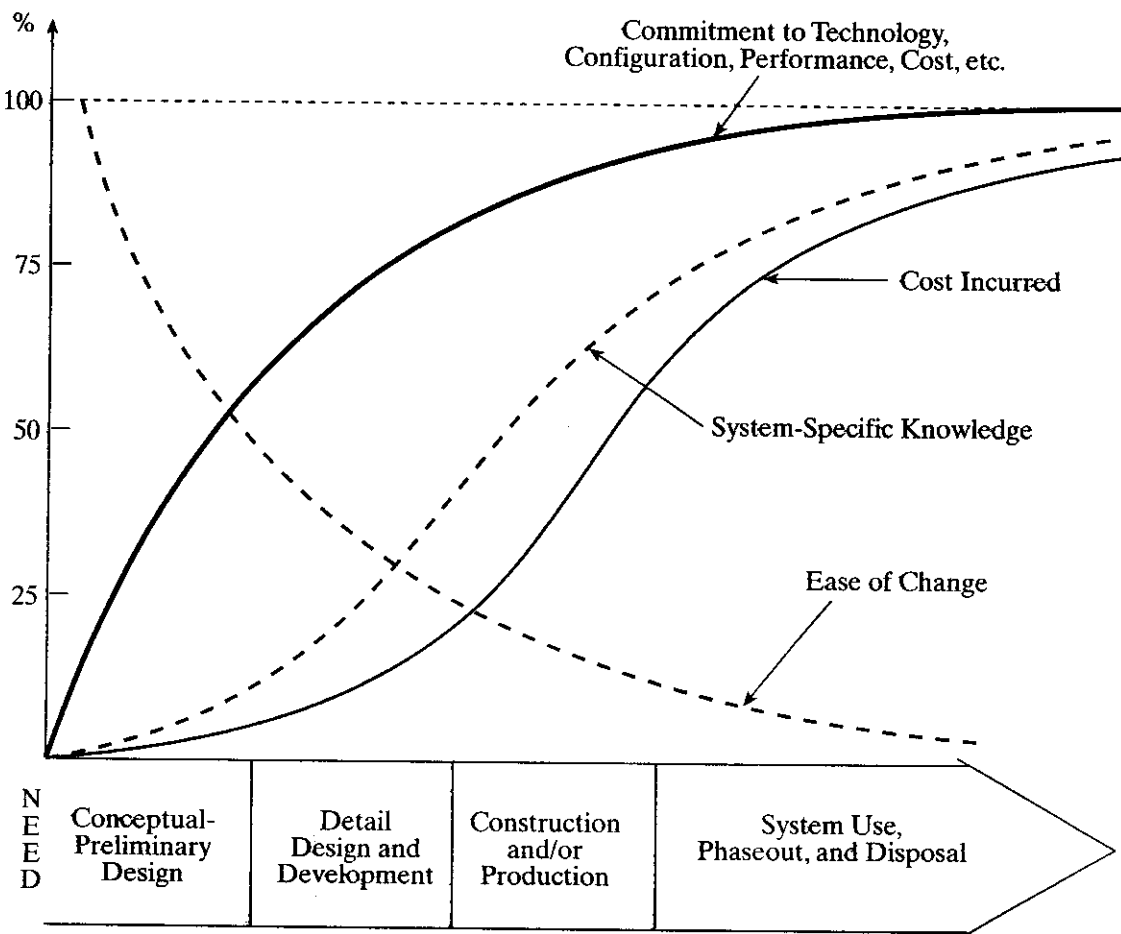 %
Commitment to Technology,
Configuration, Performance, Cost, etc.
100
75
Cost Incurred
50
System-Specific Knowledge
25
Ease of Change
NEED
Conceptual-
Preliminary
Design
Detail
Design and
Development
Construction
and/or
Production
System Use,
Phaseout, and Disposal